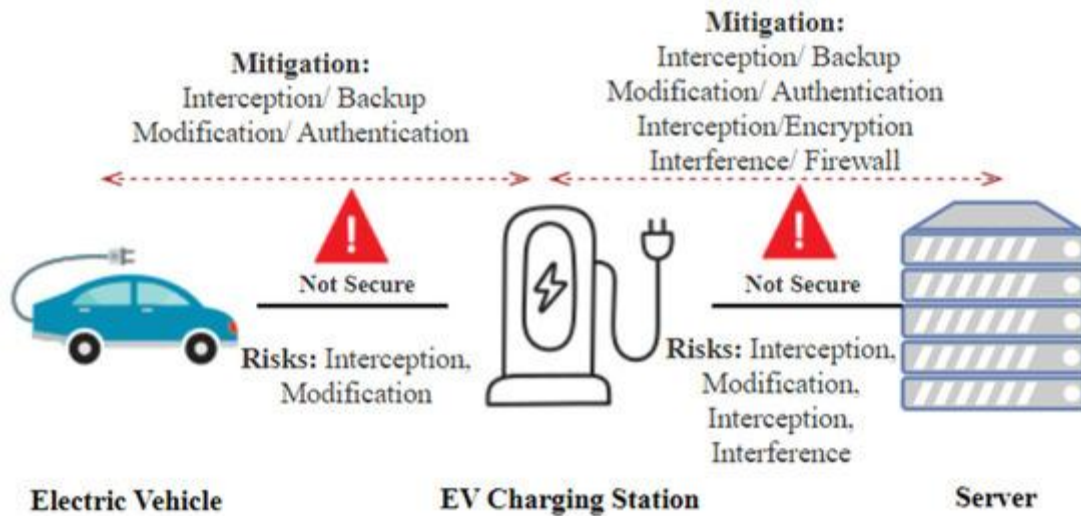 Mitigation:
Interception/ Backup
Modification/ Authentication
Mitigation:
Interception/ Backup
Modification/ Authentication
Interception/Encryption
Interference/ Firewall
Not Secure
Risks: Interception,
Modification
Not Secure
Risks: Interception,
Modification,
Interception,
Interference
Electric Vehicle
EV Charging Station
Server